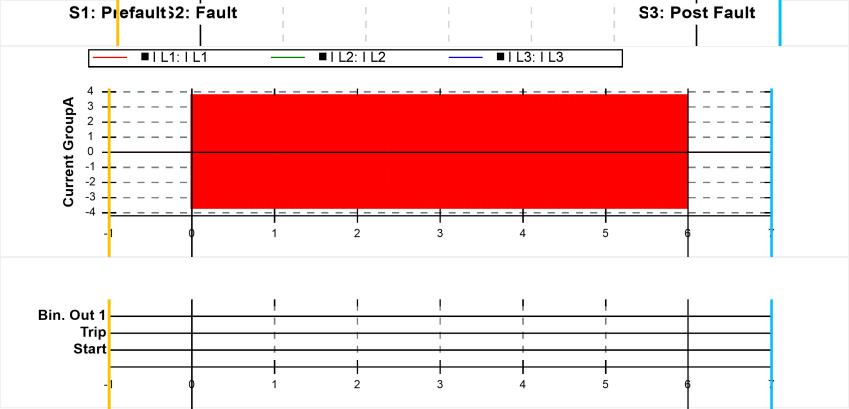 S1: Prefault S2: Fault S3: Post Fault
I L1: I L1 I L2: I L2 I L3: I L3
Current GroupA
4
3
2
1
0
-1
-2
-3
-4
-1 0 1 2 3 4 5 6 7
Bin. Out 1
Trip
Start
-1 0 1 2 3 4 5 6 7